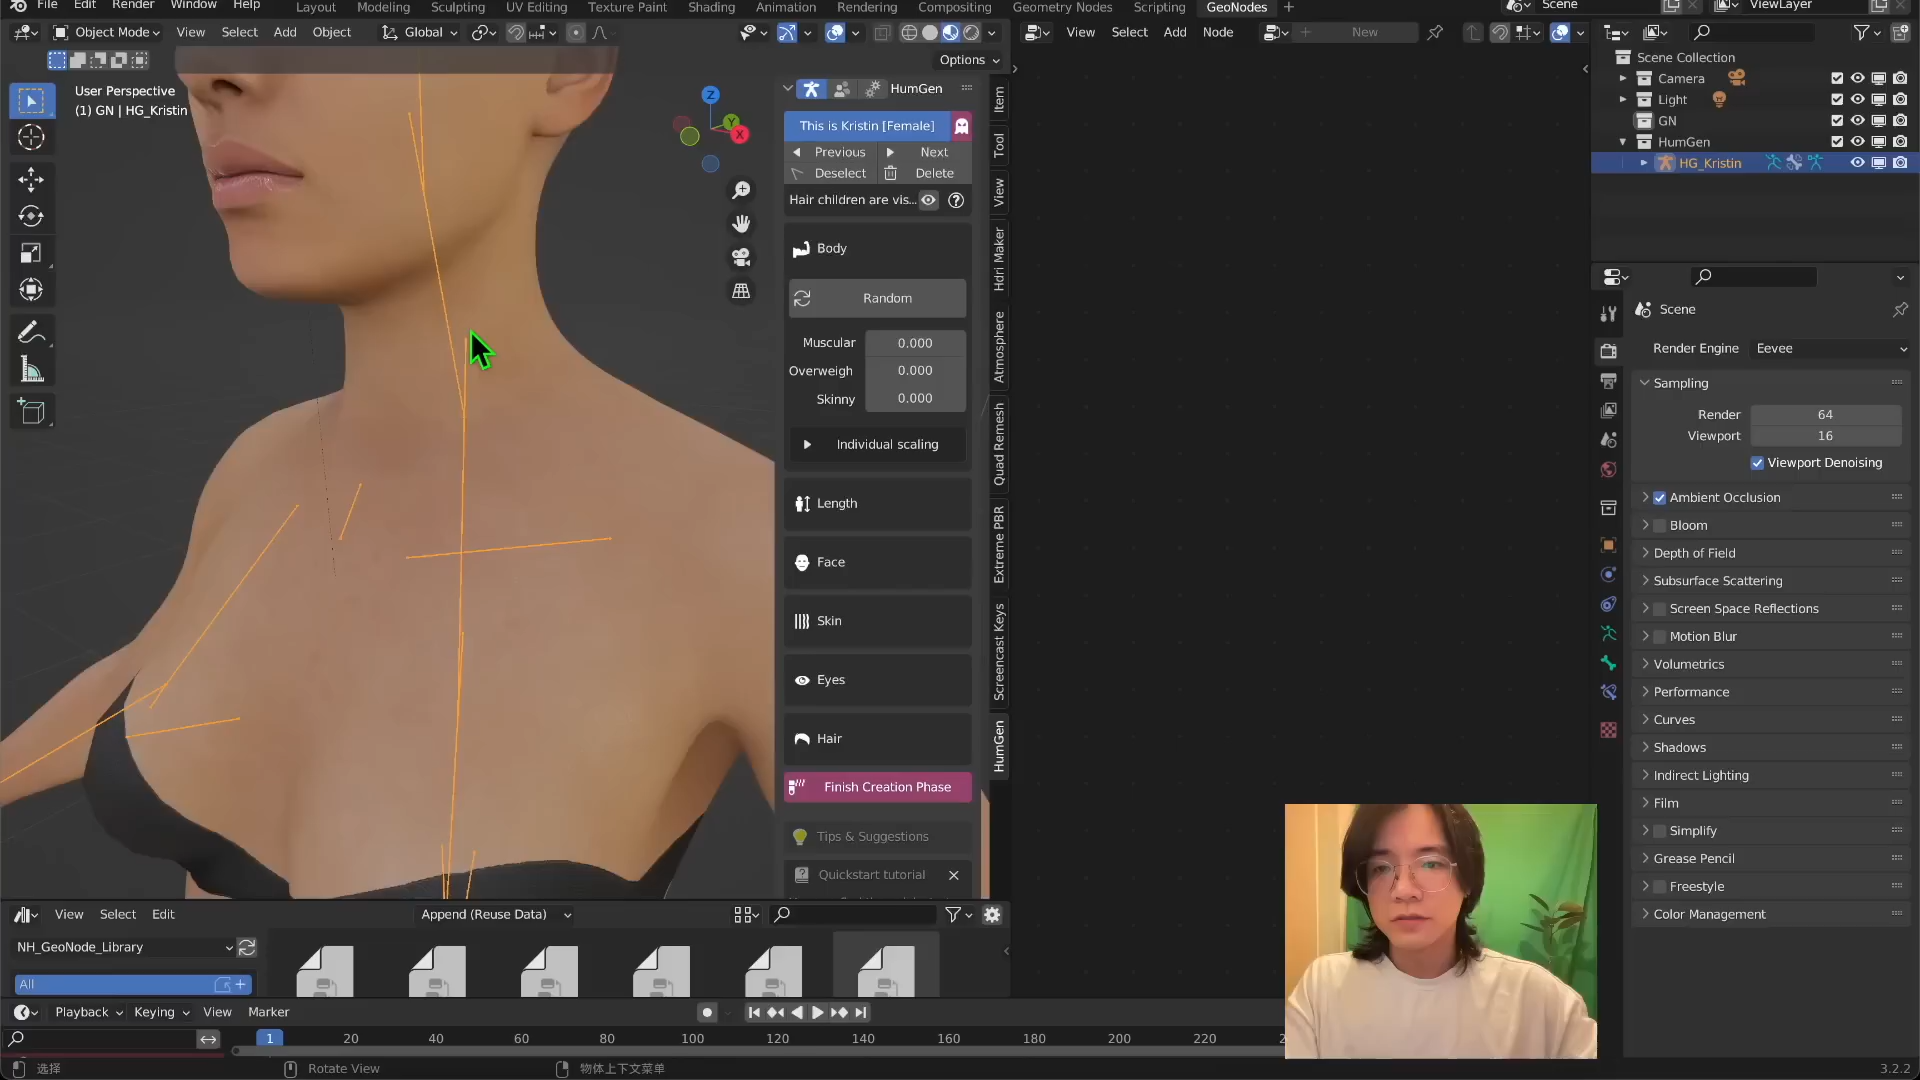 File Edit Render Window Help Layout Modeling Sculpting UV Editing Texture Paint Shading Animation Rendering Compositing Geometry Nodes Scripting GeoNodes Scene ViewLayer
Object Mode View Select Add Object Global
View Select Add Node New
Options
User Perspective
(1) GN | HG_Kristin
Z
Y
X
HumGen
This is Kristin [Female]
Previous Next
Deselect Delete
Hair children are vis...
Body
Random
Muscular 0.000
Overweigh 0.000
Skinny 0.000
Individual scaling
Length
Face
Skin
Eyes
Hair
Finish Creation Phase
Tips & Suggestions
Quickstart tutorial
Item
Tool
View
Hdri Maker
Atmosphere
Quad Remesh
Extreme PBR
Screencast Keys
HumGen
Scene Collection
Camera
Light
GN
HumGen
HG_Kristin
Scene
Render Engine Eevee
Sampling
Render 64
Viewport 16
Viewport Denoising
Ambient Occlusion
Bloom
Depth of Field
Subsurface Scattering
Screen Space Reflections
Motion Blur
Volumetrics
Performance
Curves
Shadows
Indirect Lighting
Film
Simplify
Grease Pencil
Freestyle
Color Management
View Select Edit Append (Reuse Data)
NH_GeoNode_Library
All
Playback Keying View Marker
1 20 40 60 80 100 120 140 160 180 200 220
选择 Rotate View 物体上下文菜单 3.2.2